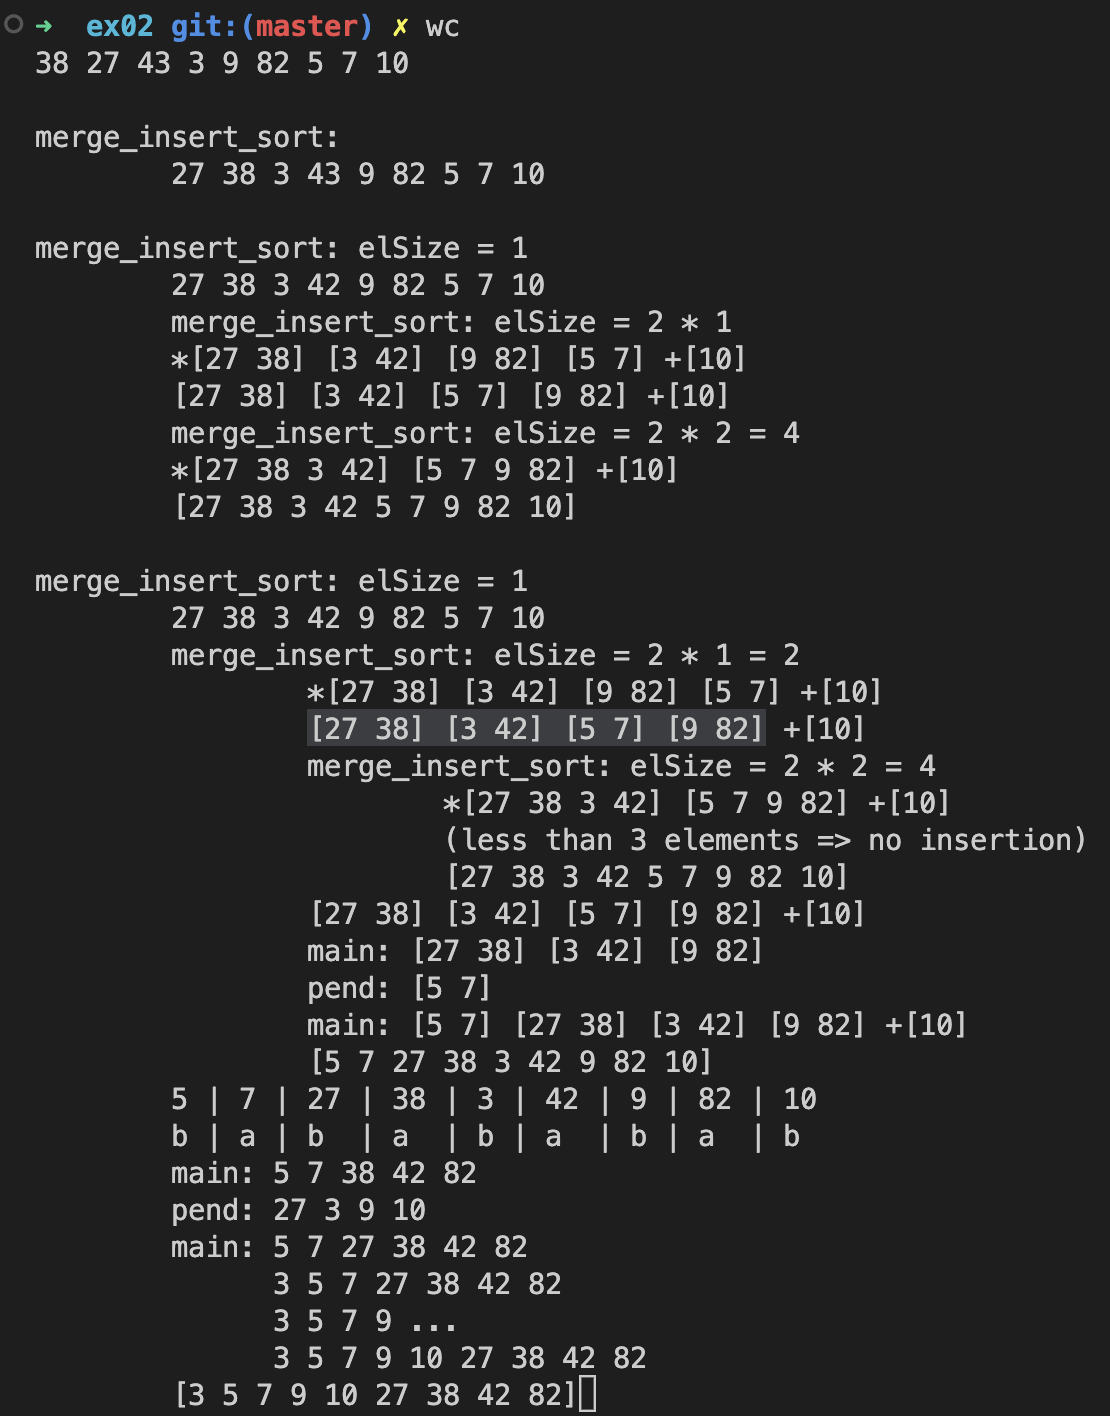 → ex02 git:(master) ✗ wc
38 27 43 3 9 82 5 7 10
merge_insert_sort:
27 38 3 43 9 82 5 7 10
merge_insert_sort: elSize = 1
27 38 3 42 9 82 5 7 10
merge_insert_sort: elSize = 2 * 1
*[27 38] [3 42] [9 82] [5 7] +[10]
[27 38] [3 42] [5 7] [9 82] +[10]
merge_insert_sort: elSize = 2 * 2 = 4
*[27 38 3 42] [5 7 9 82] +[10]
[27 38 3 42 5 7 9 82 10]
merge_insert_sort: elSize = 1
27 38 3 42 9 82 5 7 10
merge_insert_sort: elSize = 2 * 1 = 2
*[27 38] [3 42] [9 82] [5 7] +[10]
[27 38] [3 42] [5 7] [9 82] +[10]
merge_insert_sort: elSize = 2 * 2 = 4
*[27 38 3 42] [5 7 9 82] +[10]
(less than 3 elements => no insertion)
[27 38 3 42 5 7 9 82 10]
[27 38] [3 42] [5 7] [9 82] +[10]
main: [27 38] [3 42] [9 82]
pend: [5 7]
main: [5 7] [27 38] [3 42] [9 82] +[10]
[5 7 27 38 3 42 9 82 10]
5 | 7 | 27 | 38 | 3 | 42 | 9 | 82 | 10
b | a | b | a | b | a | b | a | b
main: 5 7 38 42 82
pend: 27 3 9 10
main: 5 7 27 38 42 82
3 5 7 27 38 42 82
3 5 7 9 ...
3 5 7 9 10 27 38 42 82
[3 5 7 9 10 27 38 42 82]